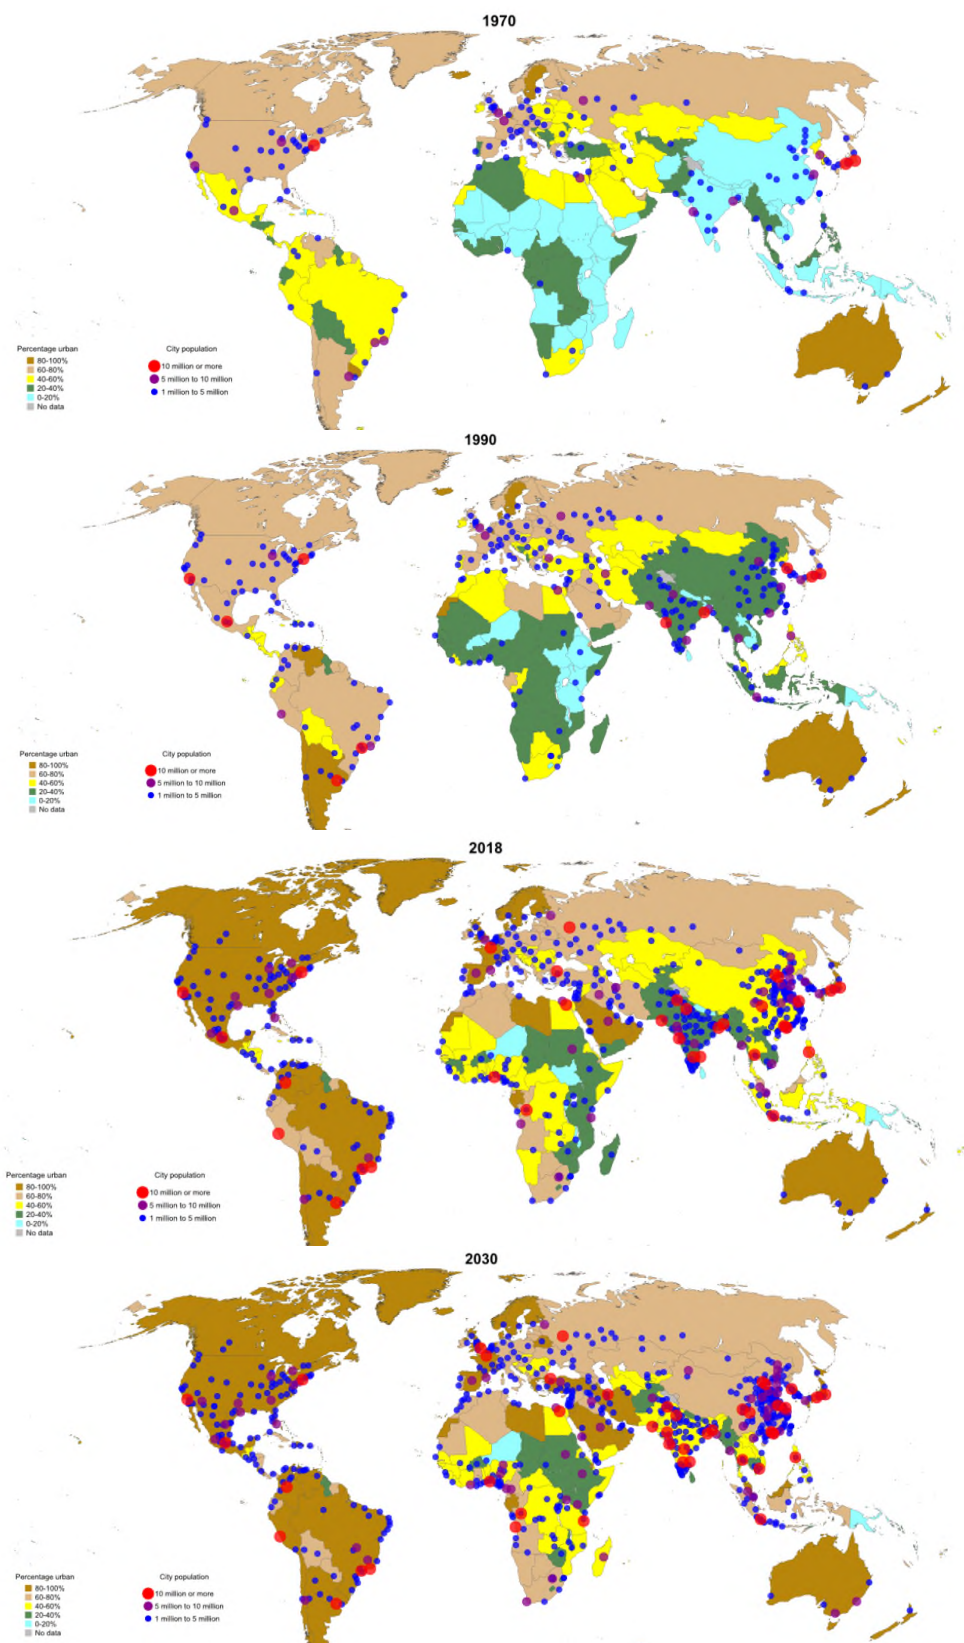 1970
Percentage urban
80-100%
60-80%
40-60%
20-40%
0-20%
No data
City population
10 million or more
5 million to 10 million
1 million to 5 million
1990
Percentage urban
80-100%
60-80%
40-60%
20-40%
0-20%
No data
City population
10 million or more
5 million to 10 million
1 million to 5 million
2018
Percentage urban
80-100%
60-80%
40-60%
20-40%
0-20%
No data
City population
10 million or more
5 million to 10 million
1 million to 5 million
2030
Percentage urban
80-100%
60-80%
40-60%
20-40%
0-20%
No data
City population
10 million or more
5 million to 10 million
1 million to 5 million